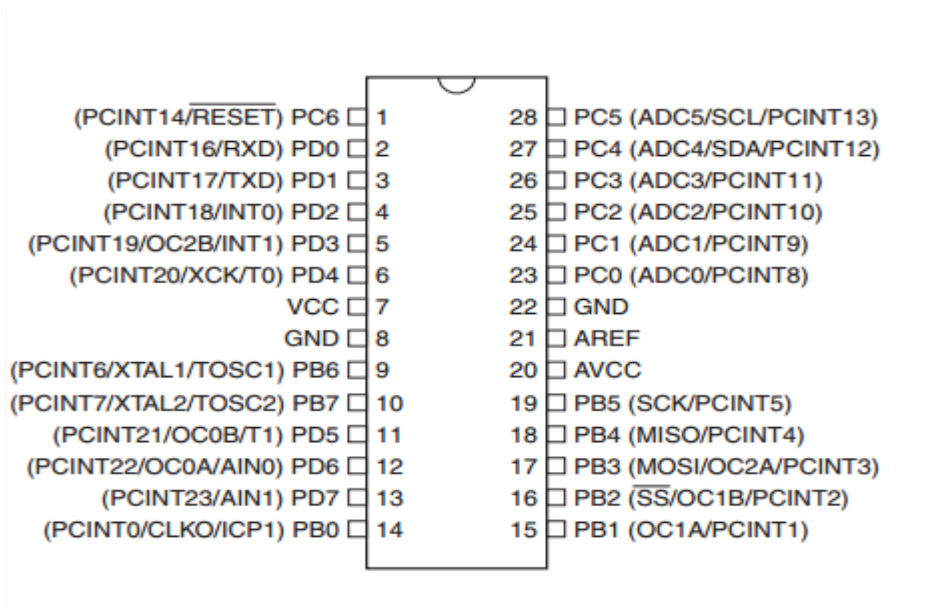 (PCINT14/RESET) PC6 1 28 PC5 (ADC5/SCL/PCINT13)
(PCINT16/RXD) PD0 2 27 PC4 (ADC4/SDA/PCINT12)
(PCINT17/TXD) PD1 3 26 PC3 (ADC3/PCINT11)
(PCINT18/INT0) PD2 4 25 PC2 (ADC2/PCINT10)
(PCINT19/OC2B/INT1) PD3 5 24 PC1 (ADC1/PCINT9)
(PCINT20/XCK/T0) PD4 6 23 PC0 (ADC0/PCINT8)
VCC 7 22 GND
GND 8 21 AREF
(PCINT6/XTAL1/TOSC1) PB6 9 20 AVCC
(PCINT7/XTAL2/TOSC2) PB7 10 19 PB5 (SCK/PCINT5)
(PCINT21/OC0B/T1) PD5 11 18 PB4 (MISO/PCINT4)
(PCINT22/OC0A/AIN0) PD6 12 17 PB3 (MOSI/OC2A/PCINT3)
(PCINT23/AIN1) PD7 13 16 PB2 (SS/OC1B/PCINT2)
(PCINT0/CLKO/ICP1) PB0 14 15 PB1 (OC1A/PCINT1)